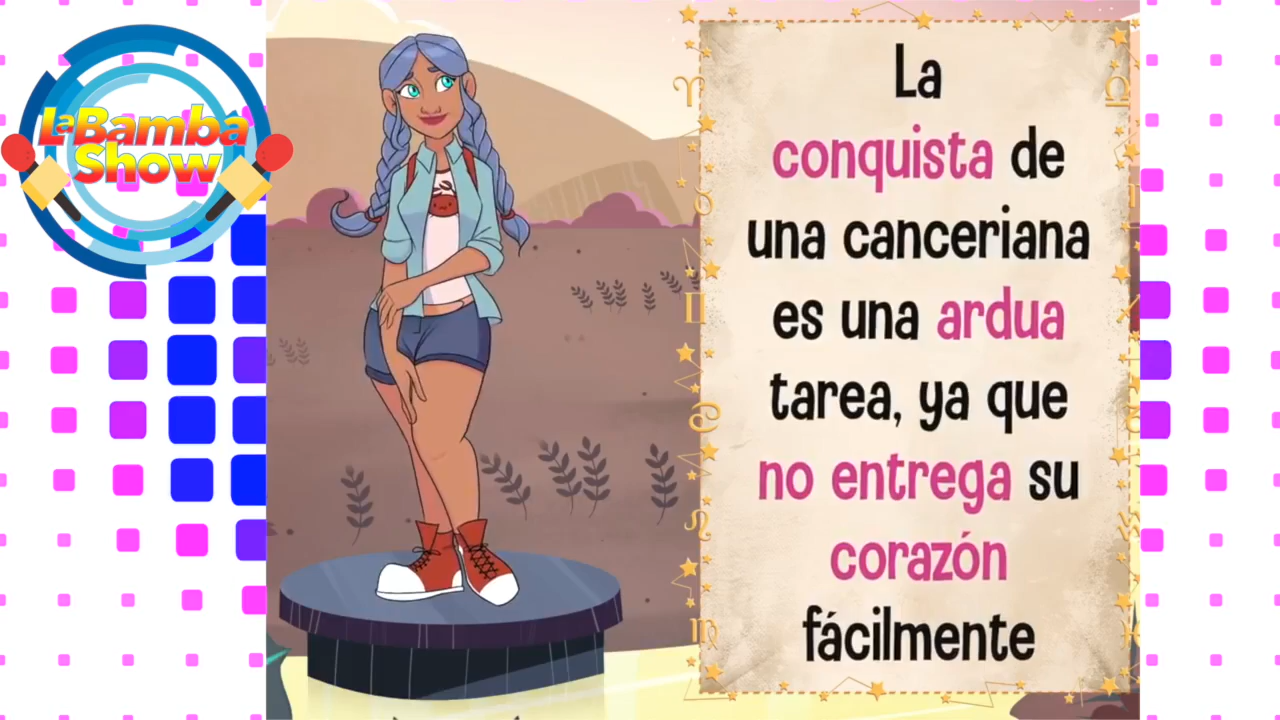 La Bamba
Show
La
conquista de
una canceriana
es una ardua
tarea, ya que
no entrega su
corazón
fácilmente